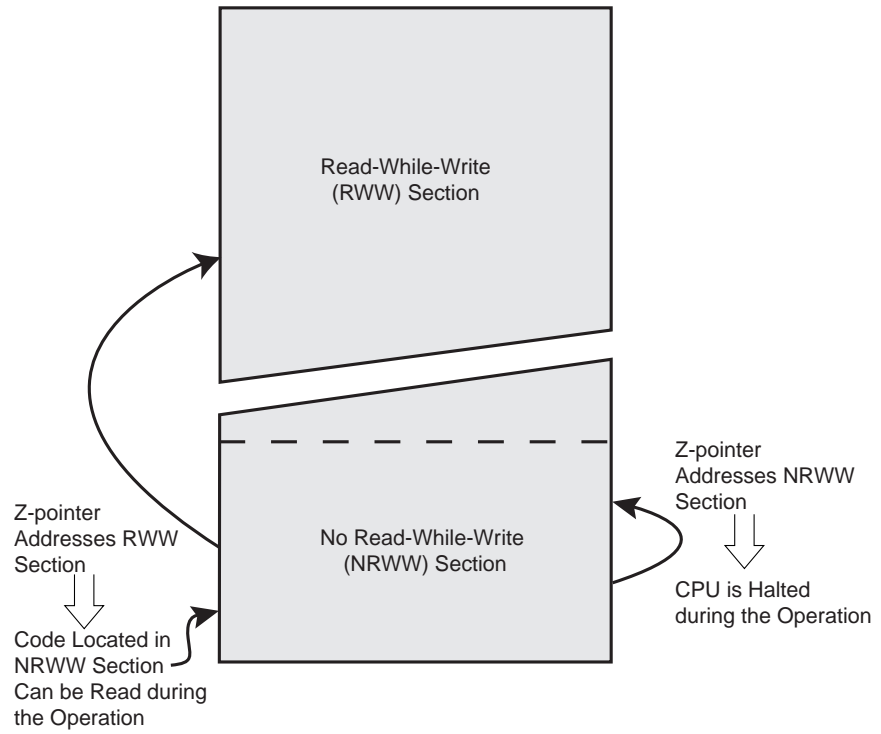 Read-While-Write
(RWW) Section
Z-pointer
Addresses NRWW
Section
No Read-While-Write
(NRWW) Section
Z-pointer
Addresses RWW
Section
CPU is Halted
during the Operation
Code Located in
NRWW Section
Can be Read during
the Operation